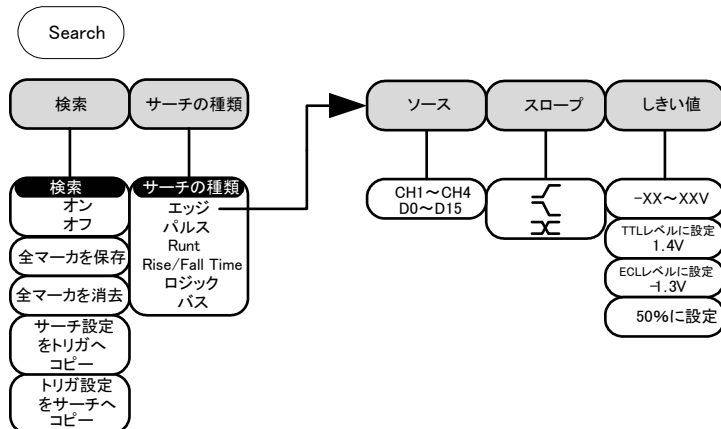 Search
検索
サーチの種類
ソース
スロープ
しきい値
検索
オン
オフ
全マーカを保存
全マーカを消去
サーチ設定
をトリガへ
コピー
トリガ設定
をサーチへ
コピー
サーチの種類
エッジ
パルス
Runt
Rise/Fall Time
ロジック
バス
CH1～CH4
D0～D15
-XX～XXV
TTLレベルに設定
1.4V
ECLレベルに設定
-1.3V
50%に設定